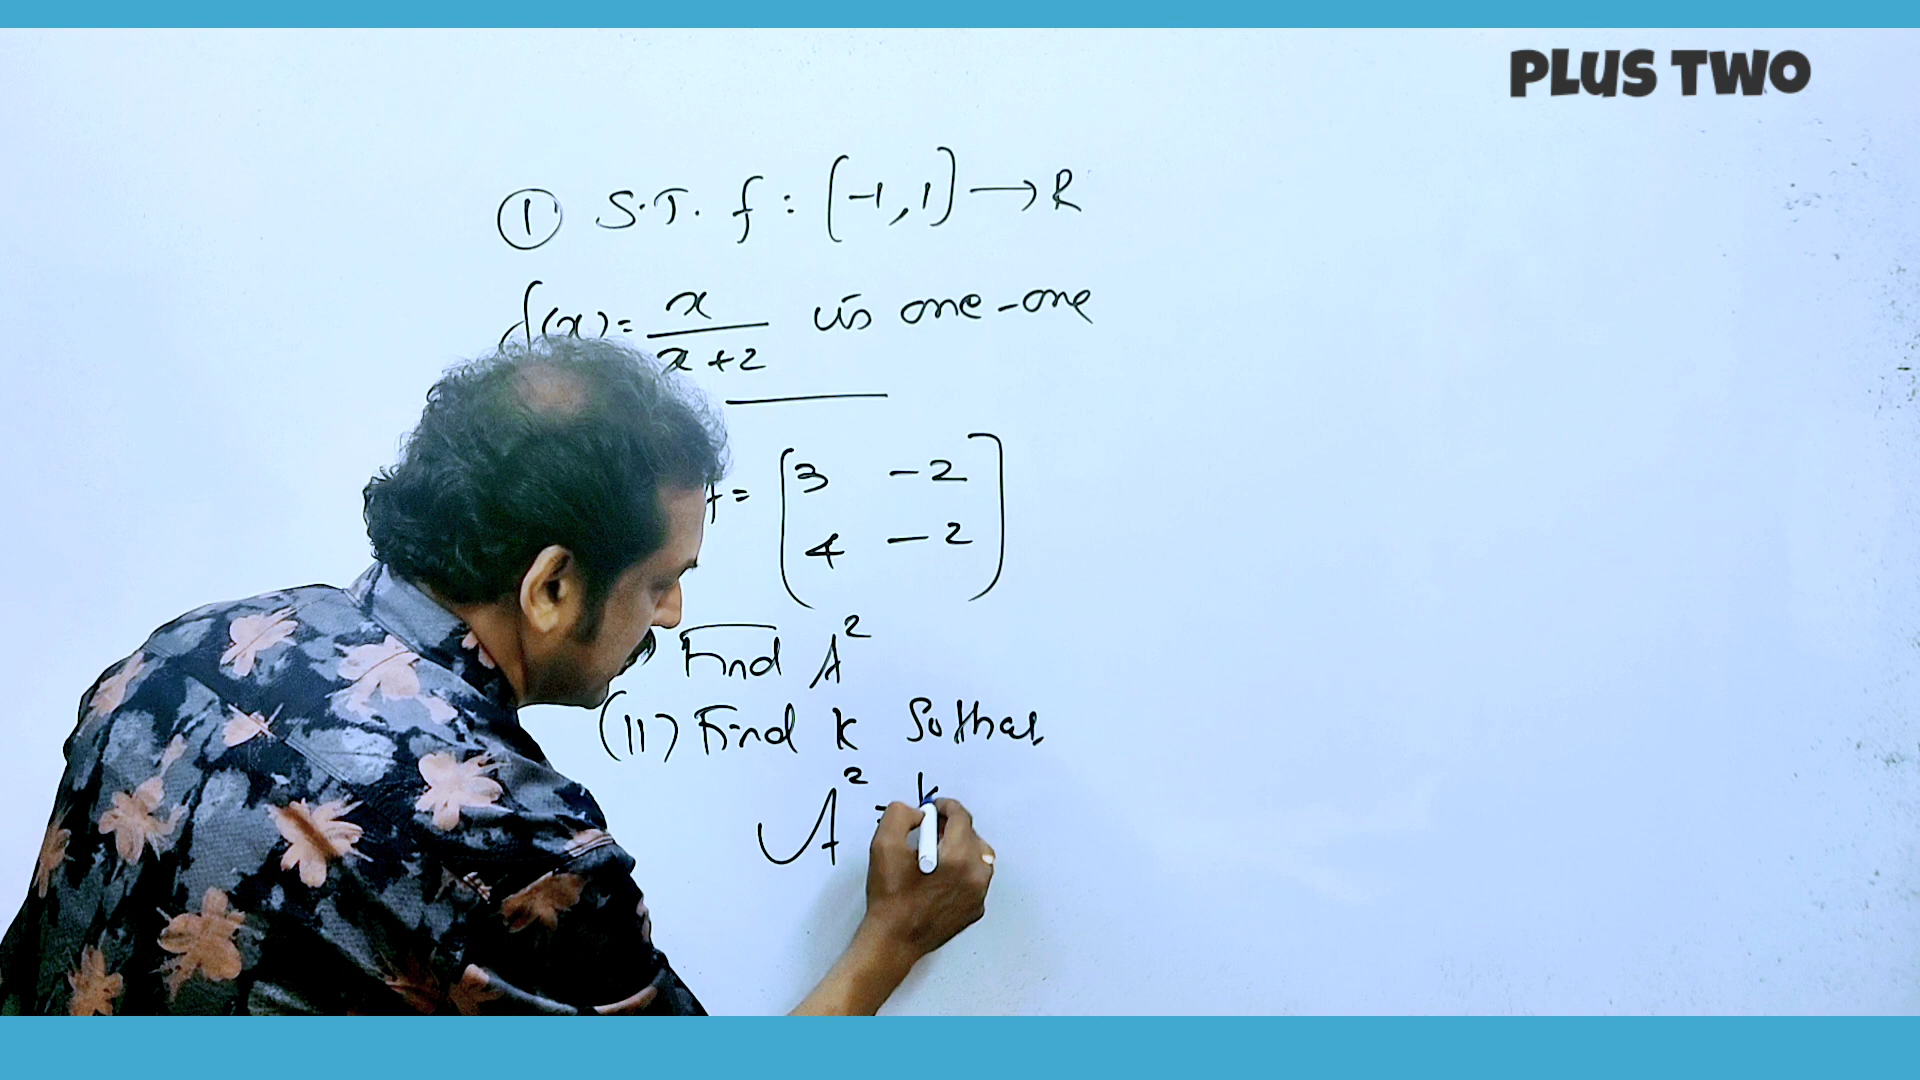 PLUS TWO
① S.T. f : [-1, 1] → R
f(x) = x/(x+2) is one-one
= [3 -2
4 -2]
Find A²
(ii) Find k so that
A² = k